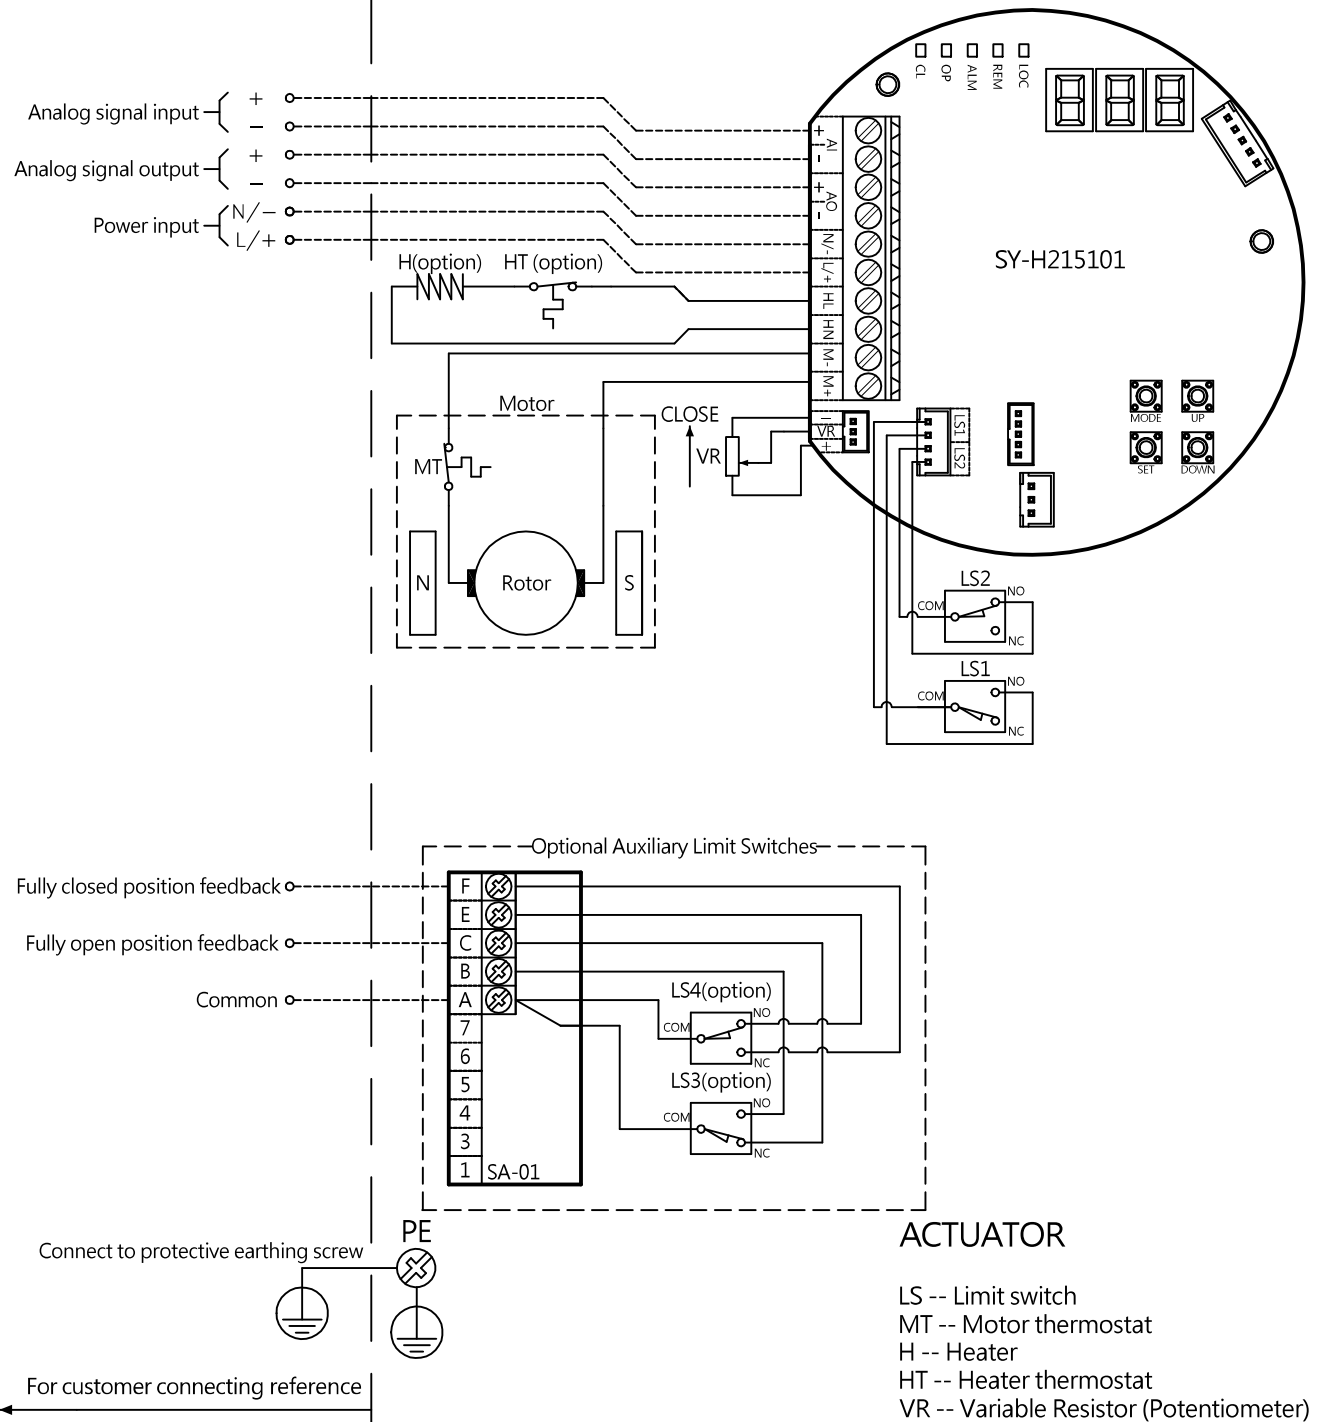 CL
OP
ALM
REM
LOC
Analog signal input
+
−
Analog signal output
+
−
Power input
N/−
L/+
+
AI
-
+
AO
-
N/-
L/+
HL
HN
M-
M+
SY-H215101
H(option)
HT (option)
Motor
MT
N
Rotor
S
CLOSE
VR
−
VR
+
LS1
LS2
MODE
UP
SET
DOWN
LS2
COM
NO
NC
LS1
COM
NO
NC
Optional Auxiliary Limit Switches
Fully closed position feedback
F
E
Fully open position feedback
C
B
Common
A
7
6
5
4
3
1
SA-01
LS4(option)
COM
NO
NC
LS3(option)
COM
NO
NC
PE
Connect to protective earthing screw
For customer connecting reference
ACTUATOR
LS -- Limit switch
MT -- Motor thermostat
H -- Heater
HT -- Heater thermostat
VR -- Variable Resistor (Potentiometer)